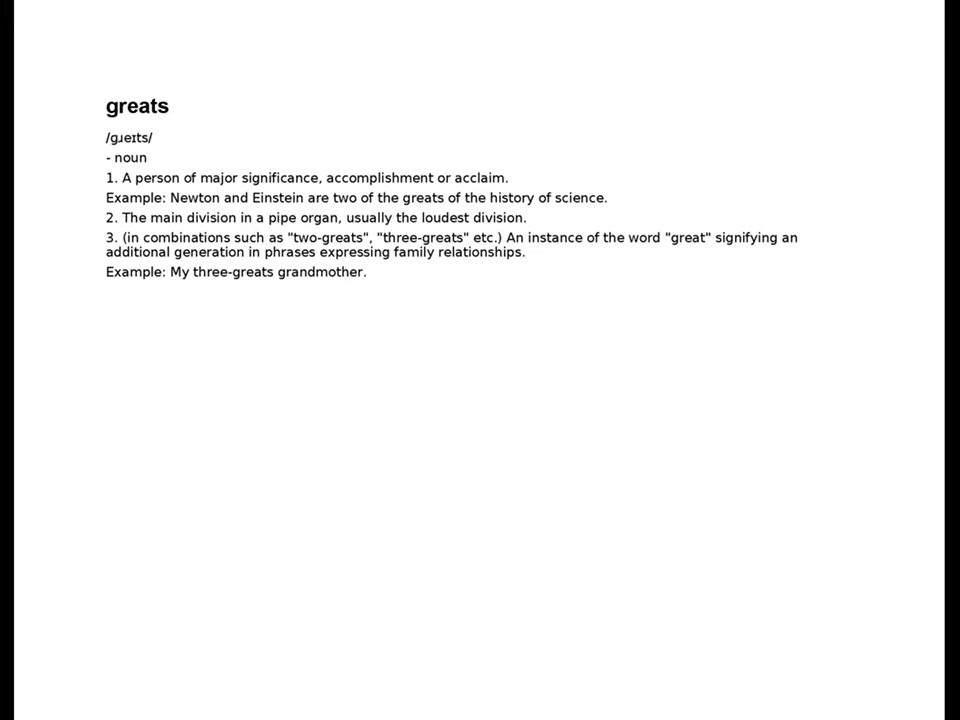 greats
/ɡɹeɪts/
- noun
1. A person of major significance, accomplishment or acclaim.
Example: Newton and Einstein are two of the greats of the history of science.
2. The main division in a pipe organ, usually the loudest division.
3. (in combinations such as "two-greats", "three-greats" etc.) An instance of the word "great" signifying an
additional generation in phrases expressing family relationships.
Example: My three-greats grandmother.